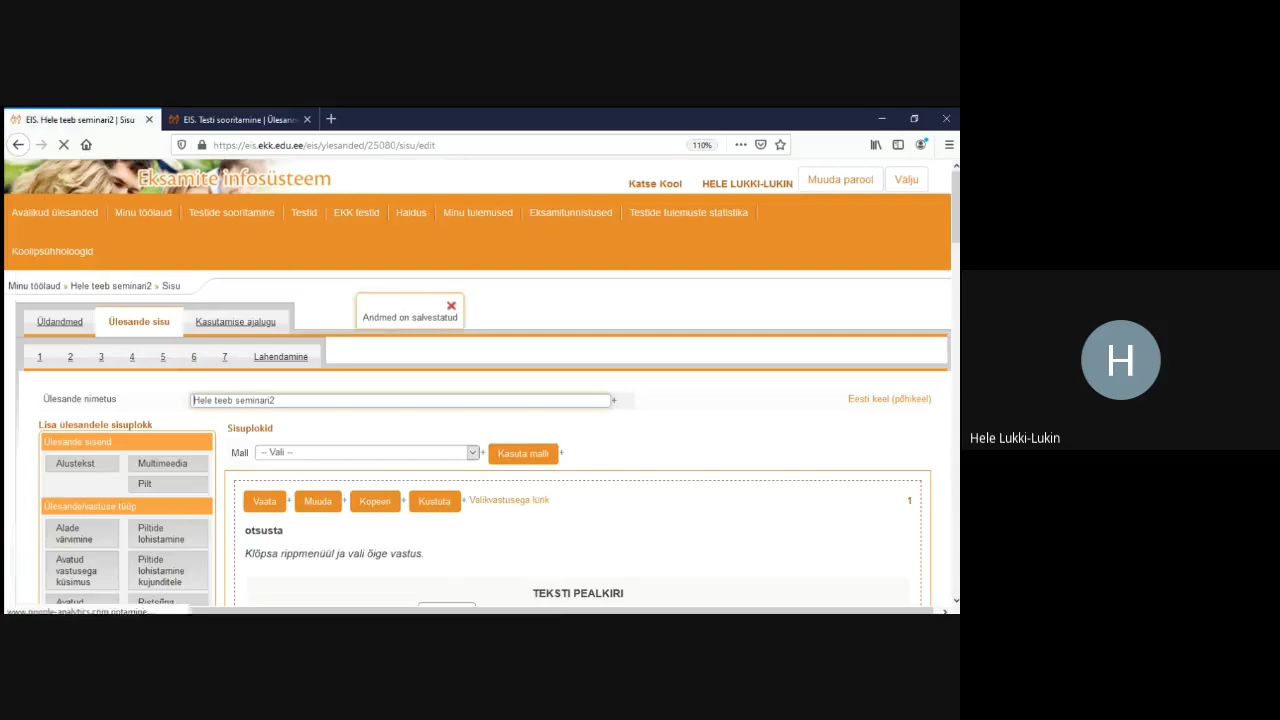 EIS. Hele teeb seminari2 | Sisu
EIS. Testi sooritamine | Ülesann
https://eis.ekk.edu.ee/eis/ylesanded/25080/sisu/edit
110%
Eksamite infosüsteem
Katse Kool HELE LUKKI-LUKIN Muuda parool Välju
Avalikud ülesanded Minu töölaud Testide sooritamine Testid EKK testid Haldus Minu tulemused Eksamitunnistused Testide tulemuste statistika
Koolipsühholoogid
Minu töölaud » Hele teeb seminari2 » Sisu
Andmed on salvestatud
Üldandmed Ülesande sisu Kasutamise ajalugu
1 2 3 4 5 6 7 Lahendamine
Ülesande nimetus Hele teeb seminari2 + Eesti keel (põhikeel)
Lisa ülesandele sisuplokk
Sisuplokid
Ülesande sisend
Mall -- Vali -- + Kasuta malli +
Alustekst Multimeedia
Pilt
Ülesande/vastuse tüüp
Vaata + Muuda + Kopeeri + Kustuta + Valikvastusega lünk 1
Alade värvimine
Piltide lohistamine
otsusta
Klõpsa rippmenüül ja vali õige vastus.
Avatud vastusega küsimus
Piltide lohistamine kujunditele
TEKSTI PEALKIRI
Avatud
Ristsõna
H
Hele Lukki-Lukin